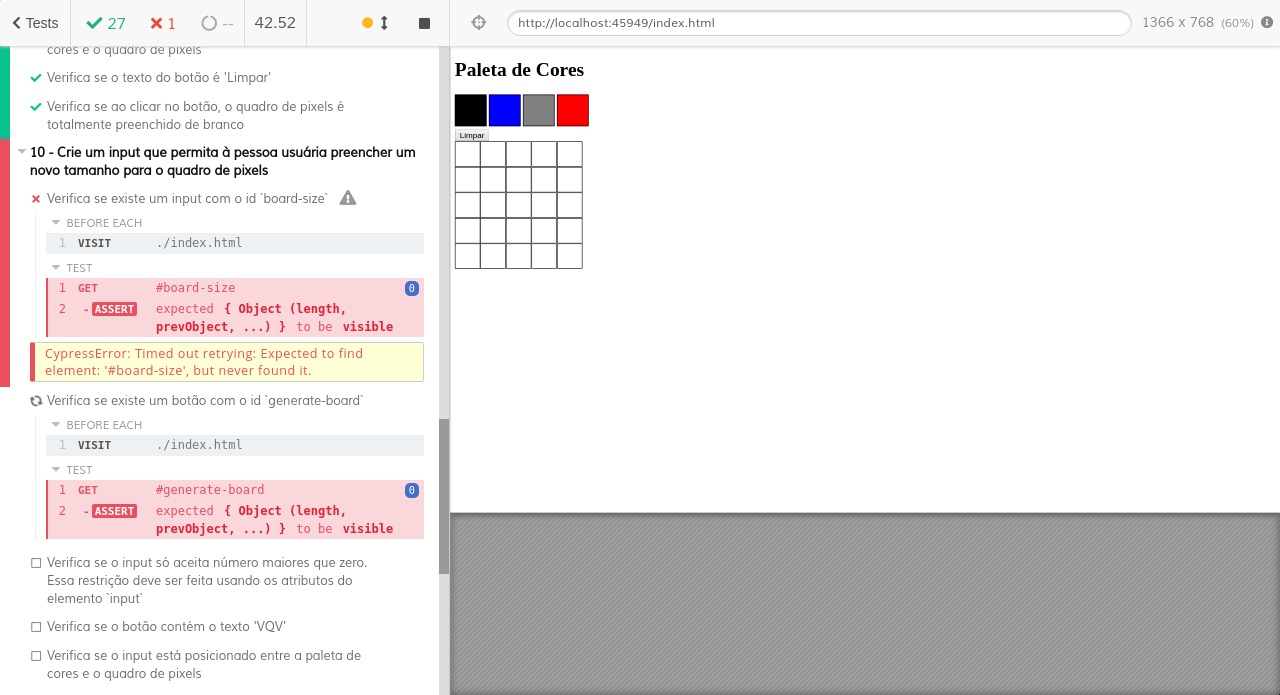 Tests
27
1
--
42.52
http://localhost:45949/index.html
1366 x 768 (60%)
cores e o quadro de pixels
Verifica se o texto do botão é 'Limpar'
Verifica se ao clicar no botão, o quadro de pixels é
totalmente preenchido de branco
10 - Crie um input que permita à pessoa usuária preencher um
novo tamanho para o quadro de pixels
Verifica se existe um input com o id `board-size`
BEFORE EACH
1 VISIT ./index.html
TEST
1 GET #board-size 0
2 - ASSERT expected { Object (length,
prevObject, ...) } to be visible
CypressError: Timed out retrying: Expected to find
element: '#board-size', but never found it.
Verifica se existe um botão com o id `generate-board`
BEFORE EACH
1 VISIT ./index.html
TEST
1 GET #generate-board 0
2 - ASSERT expected { Object (length,
prevObject, ...) } to be visible
Verifica se o input só aceita número maiores que zero.
Essa restrição deve ser feita usando os atributos do
elemento `input`
Verifica se o botão contém o texto 'VQV'
Verifica se o input está posicionado entre a paleta de
cores e o quadro de pixels
Paleta de Cores
Limpar